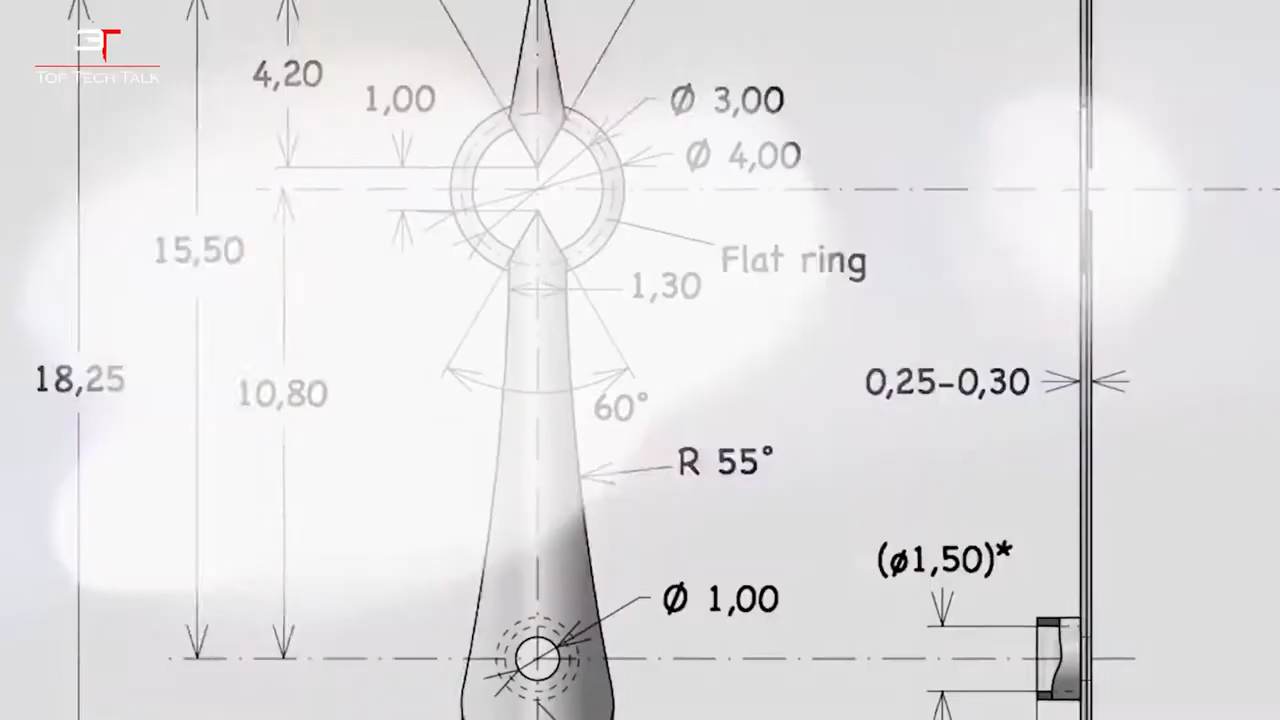 3T
TOP TECH TALK
4,20
1,00
Ø 3,00
Ø 4,00
15,50
Flat ring
1,30
18,25
10,80
0,25-0,30
60°
R 55°
(ø1,50)*
Ø 1,00